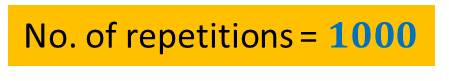 No. of repetitions = 1000